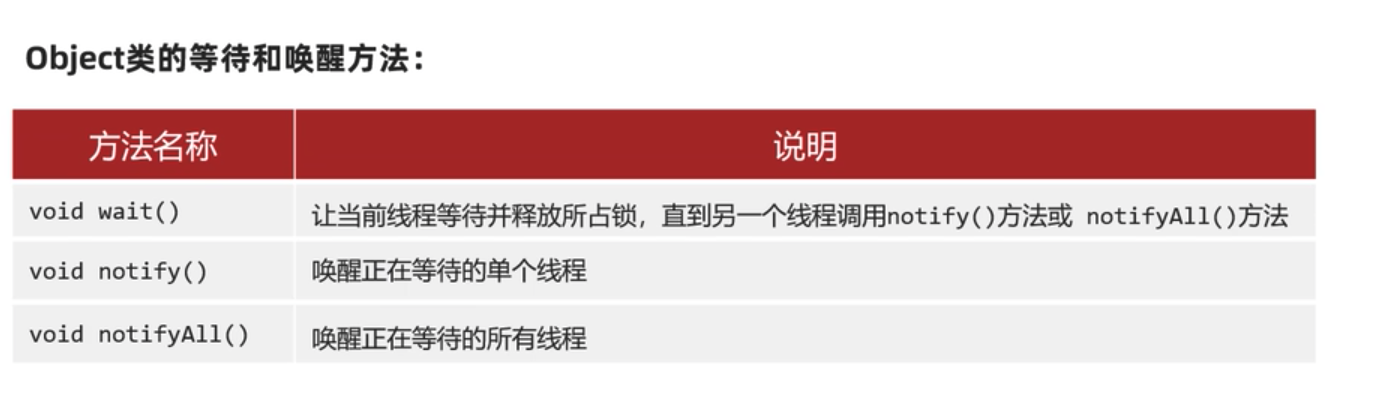 Object类的等待和唤醒方法：
方法名称 说明
void wait() 让当前线程等待并释放所占锁，直到另一个线程调用notify()方法或 notifyAll()方法
void notify() 唤醒正在等待的单个线程
void notifyAll() 唤醒正在等待的所有线程